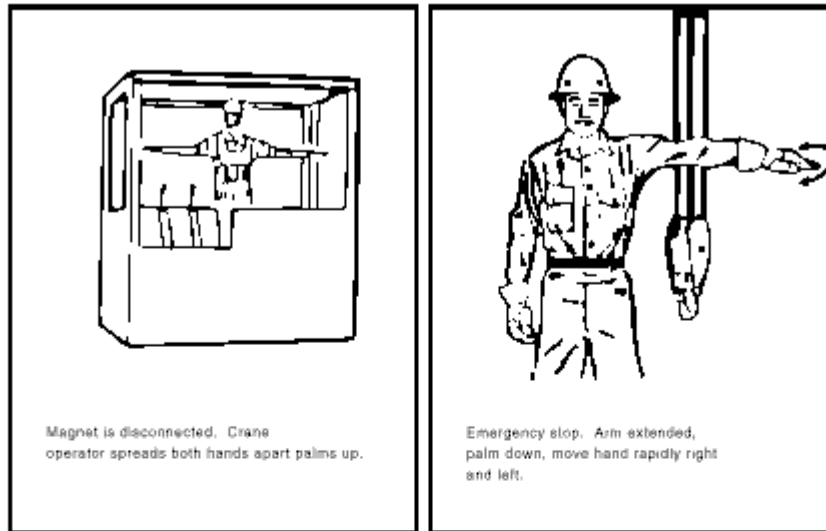 Magnet is disconnected. Crane
operator spreads both hands apart palms up.
Emergency stop. Arm extended,
palm down, move hand rapidly right
and left.